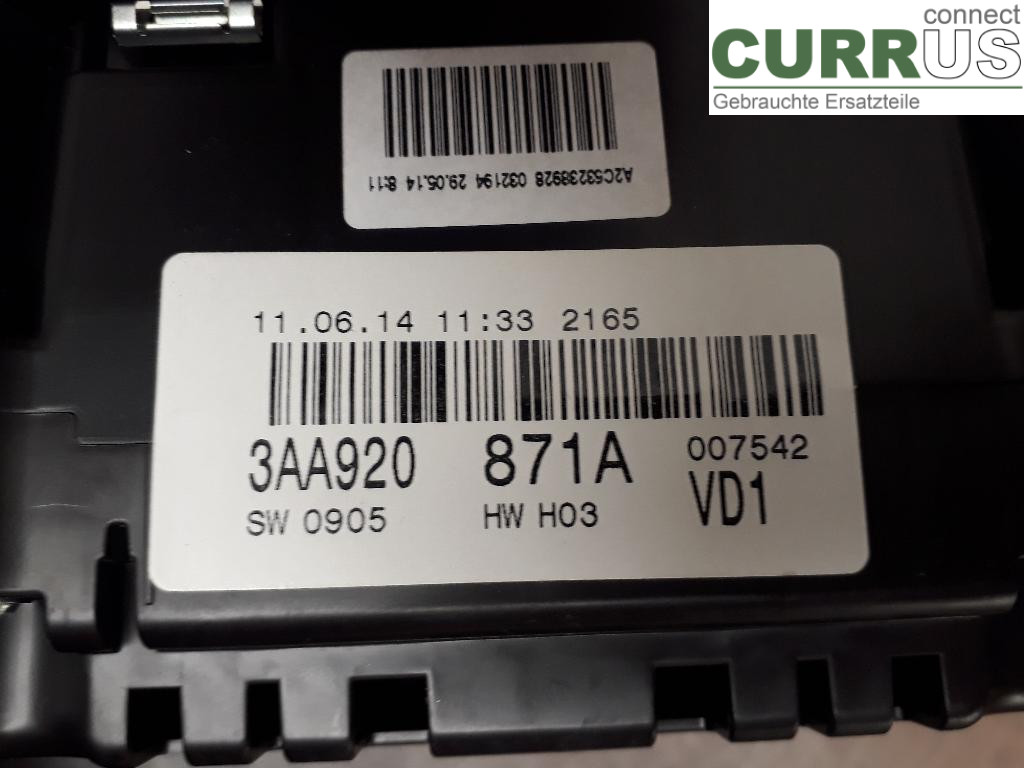 connect
CURRUS
Gebrauchte Ersatzteile
A2C53238928 032194 29.05.14 8:11
11.06.14 11:33 2165
3AA920 871A 007542
SW 0905 HW H03 VD1